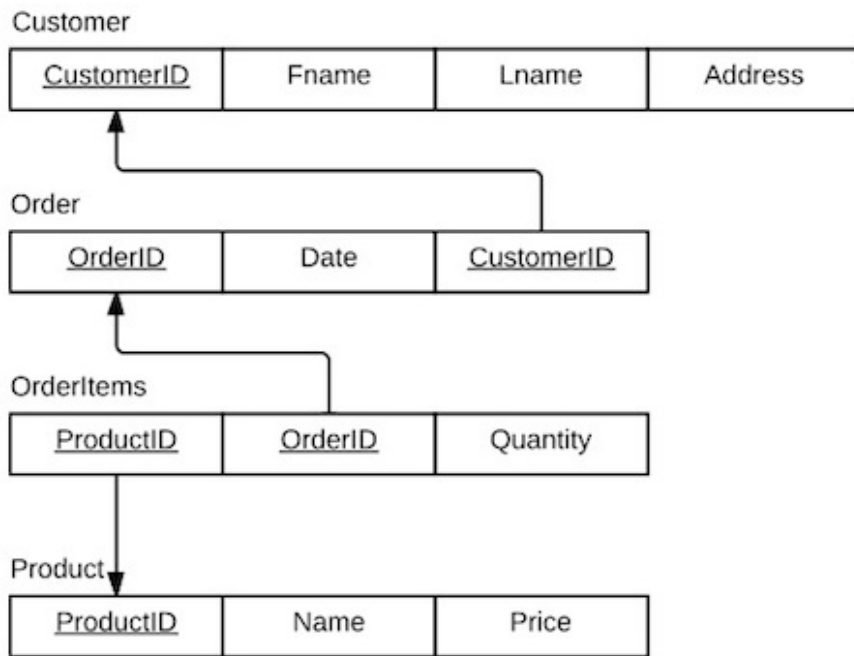 Customer
CustomerID Fname Lname Address
Order
OrderID Date CustomerID
OrderItems
ProductID OrderID Quantity
Product
ProductID Name Price